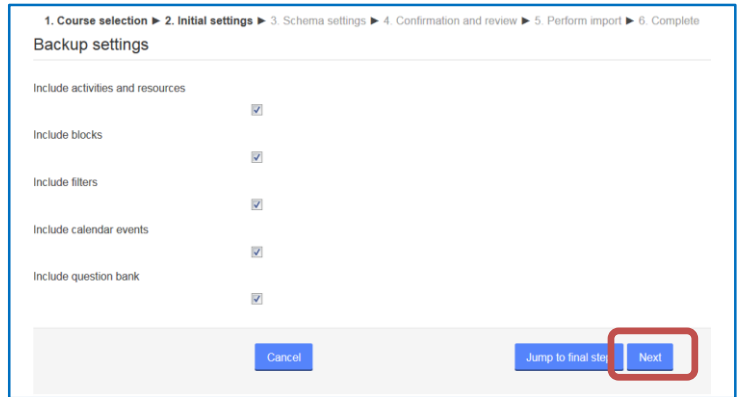 1. Course selection ► 2. Initial settings ► 3. Schema settings ► 4. Confirmation and review ► 5. Perform import ► 6. Complete
Backup settings
Include activities and resources
Include blocks
Include filters
Include calendar events
Include question bank
Cancel Jump to final step Next